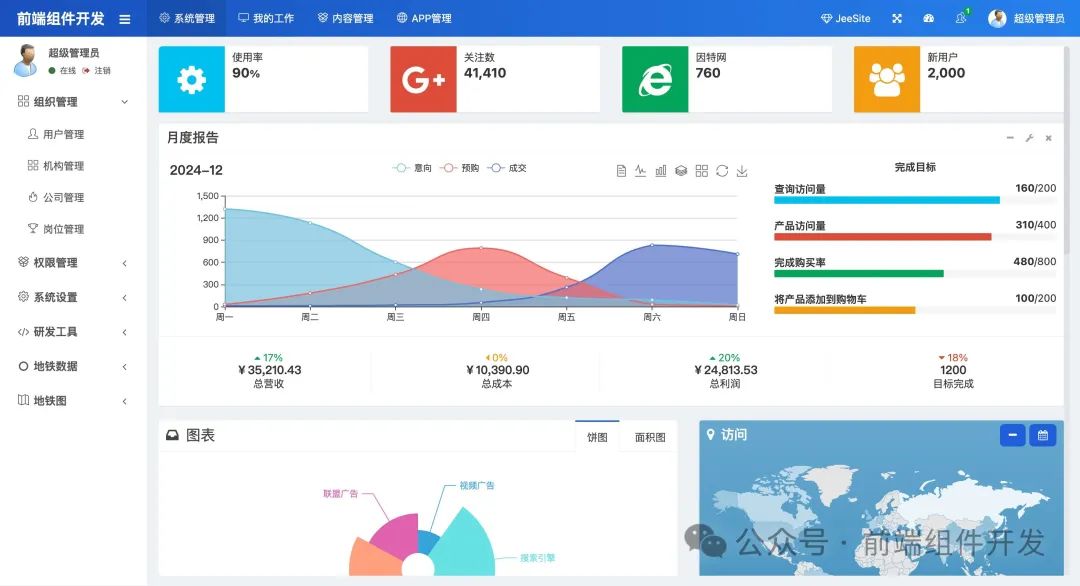 前端组件开发
系统管理
我的工作
内容管理
APP管理
JeeSite
1
超级管理员
超级管理员
在线 注销
组织管理
用户管理
机构管理
公司管理
岗位管理
权限管理
系统设置
研发工具
地铁数据
地铁图
使用率
90%
关注数
41,410
因特网
760
新用户
2,000
月度报告
2024-12
意向 预购 成交
1,500
1,200
900
600
300
0
周一 周二 周三 周四 周五 周六 周日
完成目标
查询访问量 160/200
产品访问量 310/400
完成购买率 480/800
将产品添加到购物车 100/200
17%
¥ 35,210.43
总营收
0%
¥ 10,390.90
总成本
20%
¥ 24,813.53
总利润
18%
1200
目标完成
图表
饼图 面积图
联盟广告
视频广告
搜索引擎
访问
公众号 · 前端组件开发